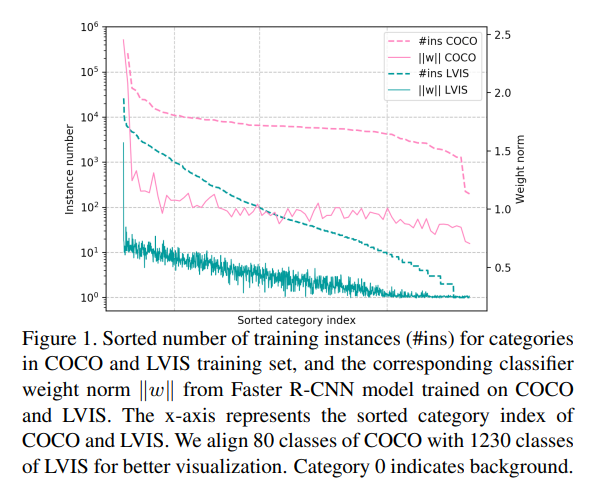 10^6
10^5
10^4
10^3
10^2
10^1
10^0
Instance number
2.5
2.0
1.5
1.0
0.5
Weight norm
#ins COCO
||w|| COCO
#ins LVIS
||w|| LVIS
Sorted category index
Figure 1. Sorted number of training instances (#ins) for categories
in COCO and LVIS training set, and the corresponding classifier
weight norm ||w|| from Faster R-CNN model trained on COCO
and LVIS. The x-axis represents the sorted category index of
COCO and LVIS. We align 80 classes of COCO with 1230 classes
of LVIS for better visualization. Category 0 indicates background.